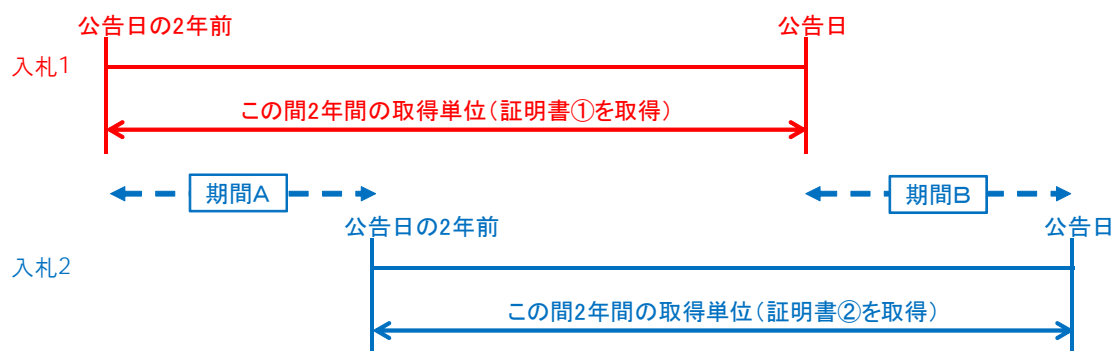 公告日の2年前
公告日
入札1
この間2年間の取得単位(証明書①を取得)
期間A
期間B
公告日の2年前
公告日
入札2
この間2年間の取得単位(証明書②を取得)